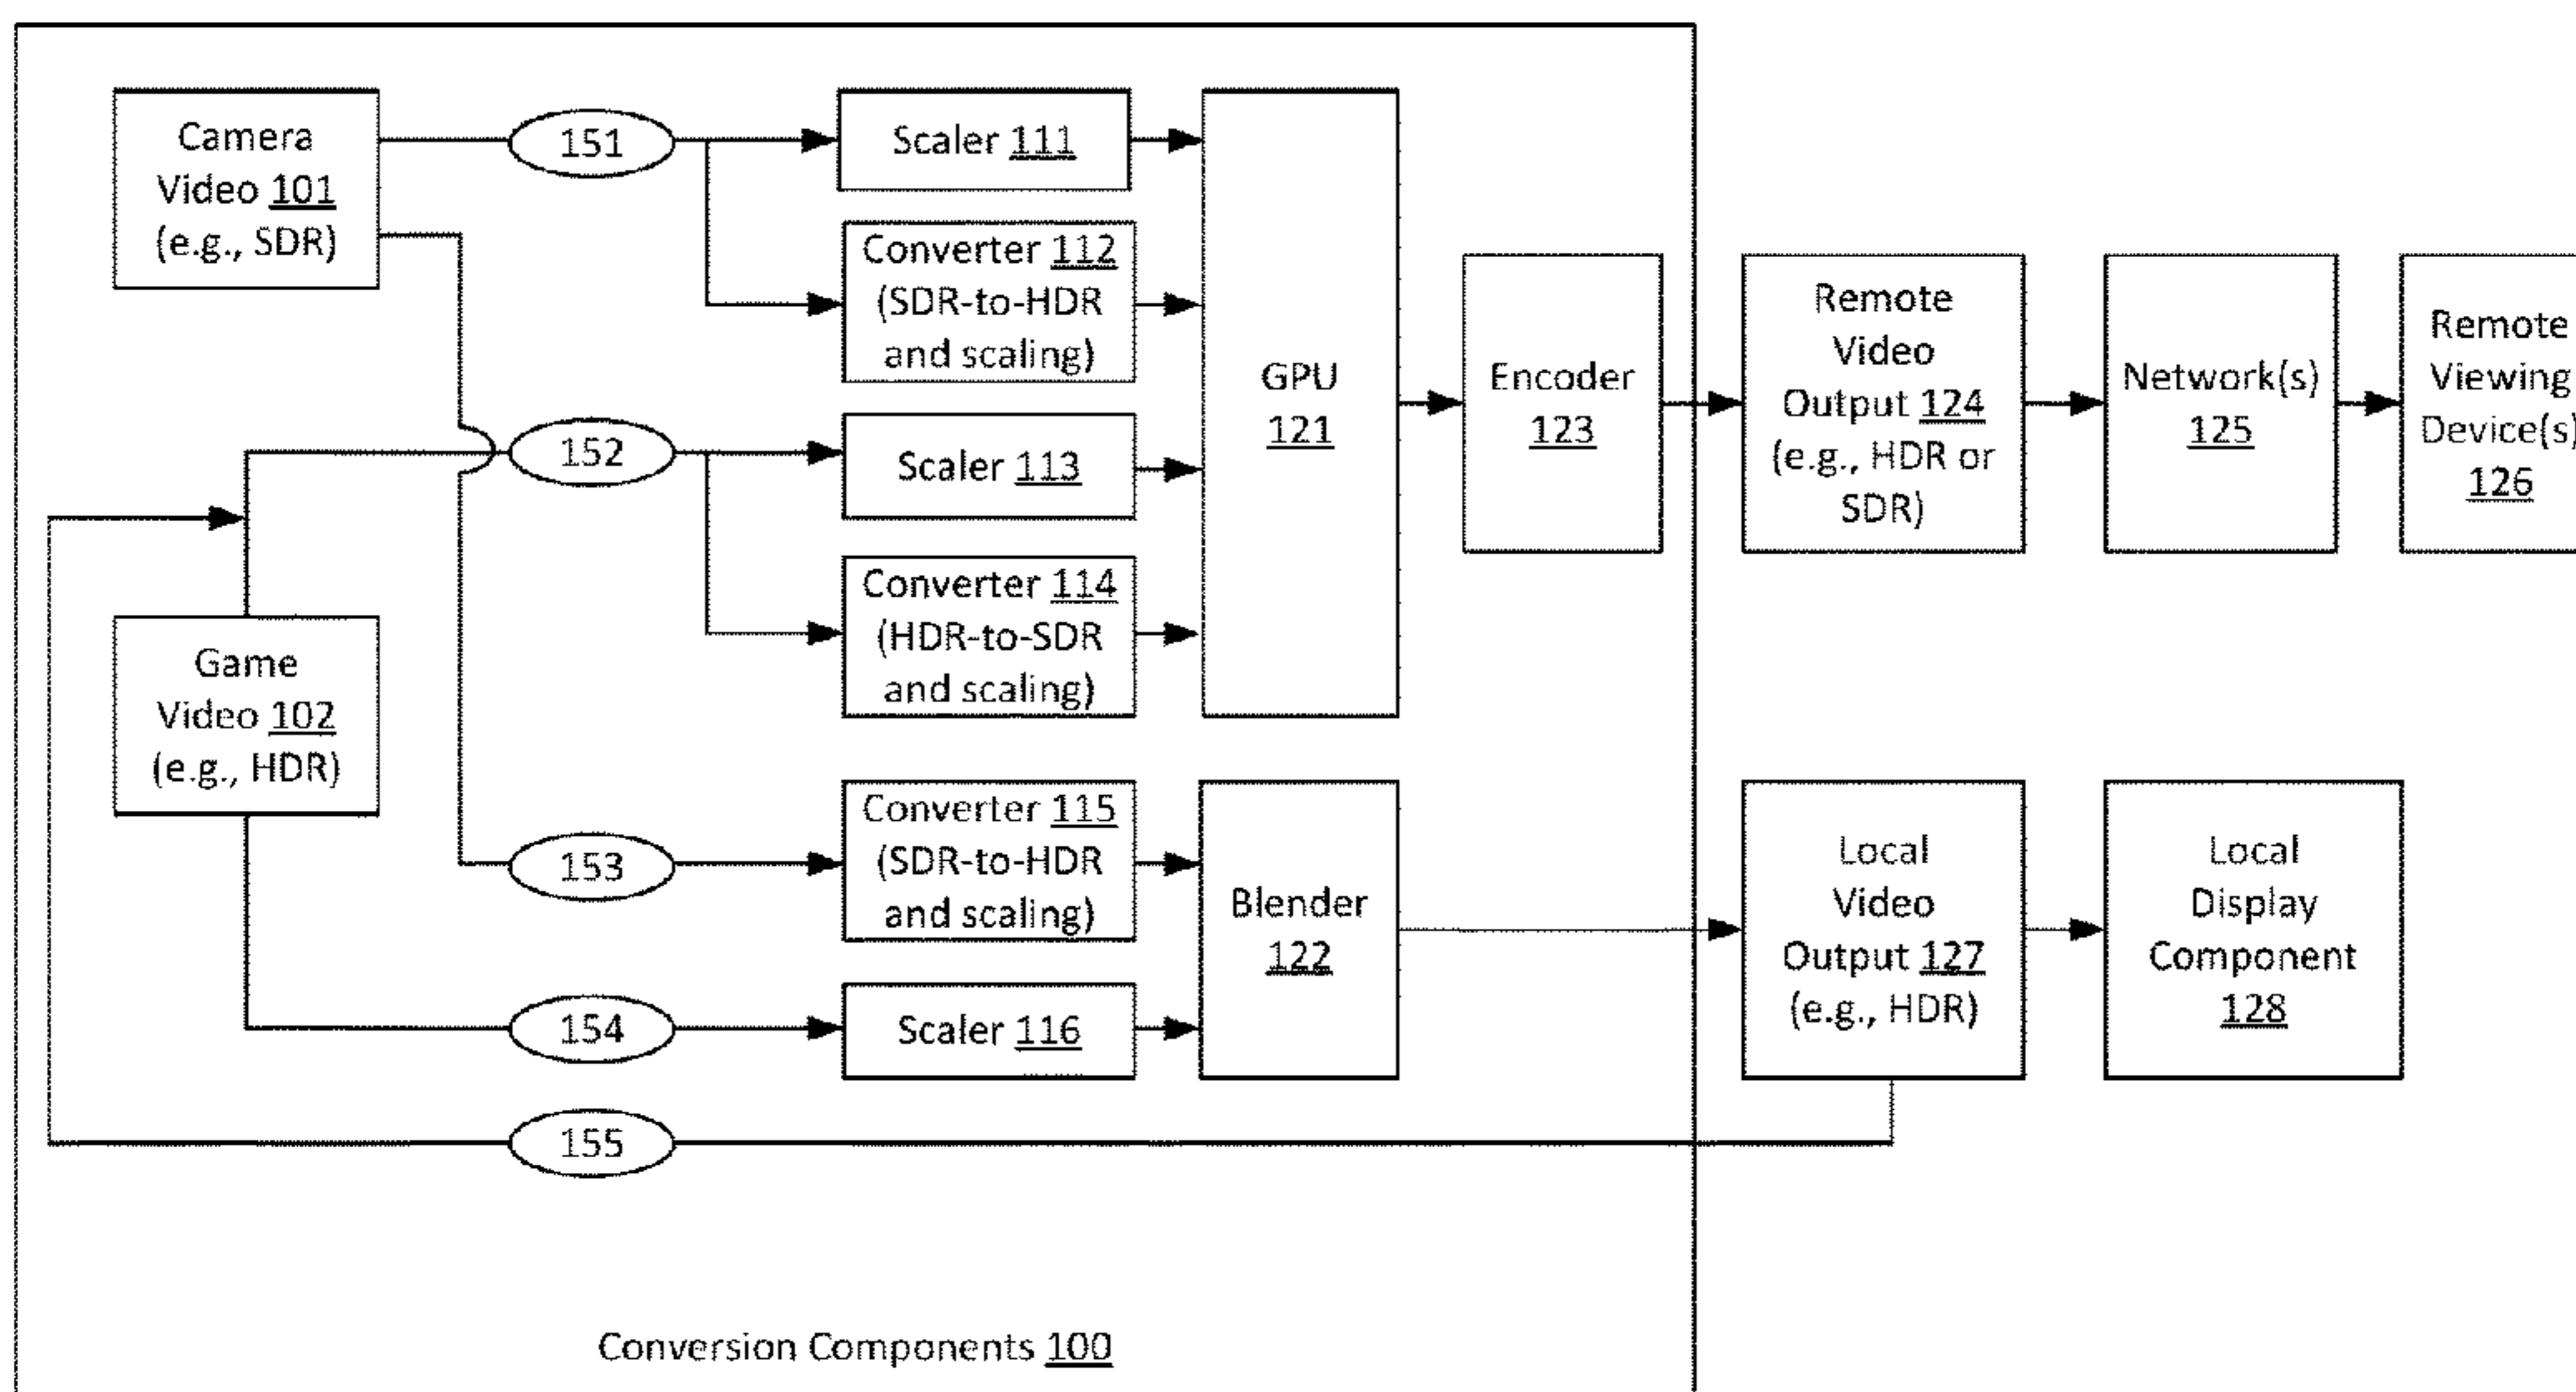 Camera
Video 101
(e.g., SDR)
151
Scaler 111
Converter 112
(SDR-to-HDR
and scaling)
152
Scaler 113
Converter 114
(HDR-to-SDR
and scaling)
GPU
121
Encoder
123
Remote
Video
Output 124
(e.g., HDR or
SDR)
Network(s)
125
Remote
Viewing
Device(s)
126
Game
Video 102
(e.g., HDR)
153
Converter 115
(SDR-to-HDR
and scaling)
154
Scaler 116
Blender
122
Local
Video
Output 127
(e.g., HDR)
Local
Display
Component
128
155
Conversion Components 100